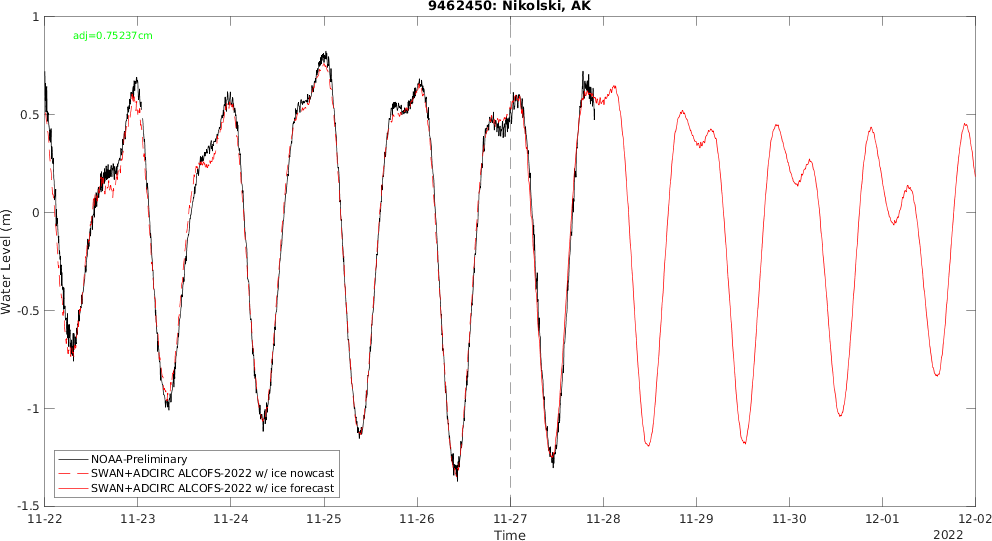 9462450: Nikolski, AK
adj=0.75237cm
1
0.5
0
-0.5
-1
-1.5
Water Level (m)
NOAA-Preliminary
SWAN+ADCIRC ALCOFS-2022 w/ ice nowcast
SWAN+ADCIRC ALCOFS-2022 w/ ice forecast
11-22 11-23 11-24 11-25 11-26 11-27 11-28 11-29 11-30 12-01 12-02
Time
2022